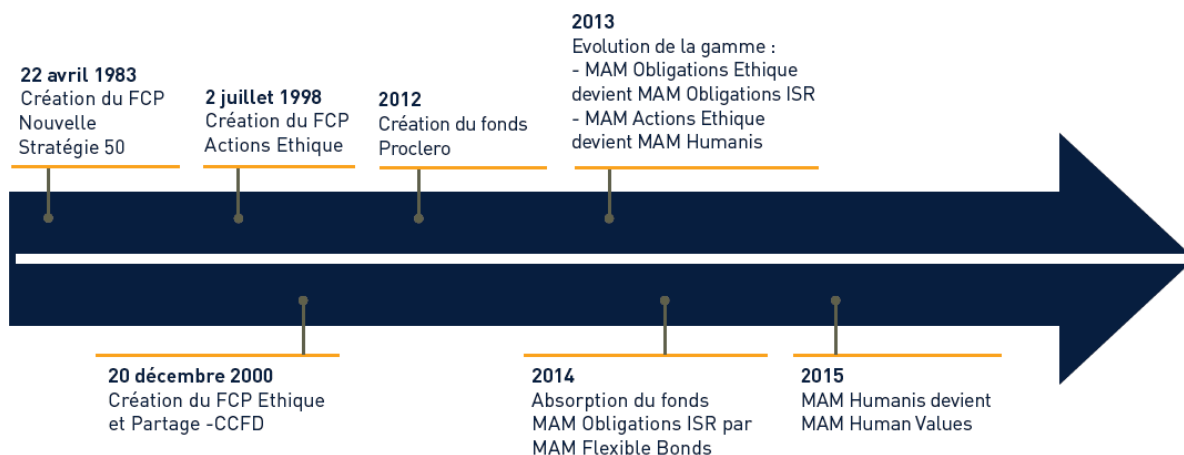 22 avril 1983
Création du FCP
Nouvelle
Stratégie 50
2 juillet 1998
Création du FCP
Actions Ethique
2012
Création du fonds
Proclero
2013
Evolution de la gamme :
- MAM Obligations Ethique
devient MAM Obligations ISR
- MAM Actions Ethique
devient MAM Humanis
20 décembre 2000
Création du FCP Ethique
et Partage -CCFD
2014
Absorption du fonds
MAM Obligations ISR par
MAM Flexible Bonds
2015
MAM Humanis devient
MAM Human Values